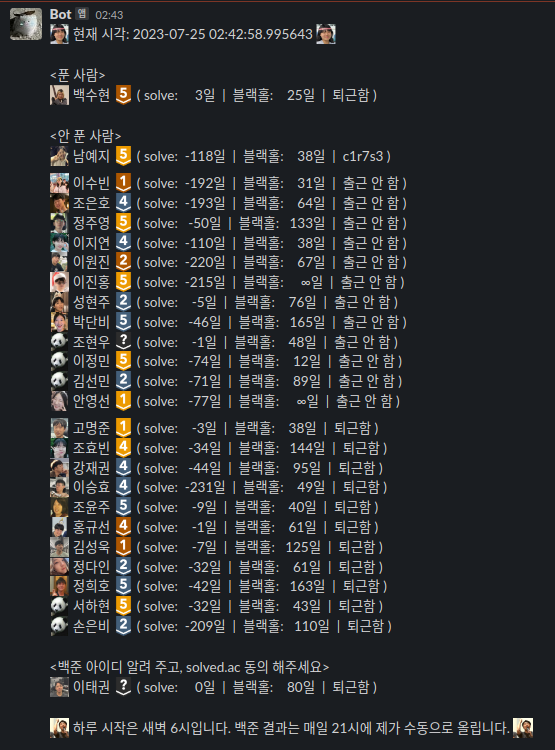 Bot 앱 02:43
현재 시각: 2023-07-25 02:42:58.995643
<푼 사람>
백수현 5 ( solve: 3일 | 블랙홀: 25일 | 퇴근함 )
<안 푼 사람>
남예지 5 ( solve: -118일 | 블랙홀: 38일 | c1r7s3 )
이수빈 1 ( solve: -192일 | 블랙홀: 31일 | 출근 안 함 )
조은호 4 ( solve: -193일 | 블랙홀: 64일 | 출근 안 함 )
정주영 5 ( solve: -50일 | 블랙홀: 133일 | 출근 안 함 )
이지연 4 ( solve: -110일 | 블랙홀: 38일 | 출근 안 함 )
이원진 2 ( solve: -220일 | 블랙홀: 67일 | 출근 안 함 )
이진홍 5 ( solve: -215일 | 블랙홀: ∞일 | 출근 안 함 )
성현주 2 ( solve: -5일 | 블랙홀: 76일 | 출근 안 함 )
박단비 5 ( solve: -46일 | 블랙홀: 165일 | 출근 안 함 )
조현우 ? ( solve: -1일 | 블랙홀: 48일 | 출근 안 함 )
이정민 5 ( solve: -74일 | 블랙홀: 12일 | 출근 안 함 )
김선민 2 ( solve: -71일 | 블랙홀: 89일 | 출근 안 함 )
안영선 1 ( solve: -77일 | 블랙홀: ∞일 | 출근 안 함 )
고명준 1 ( solve: -3일 | 블랙홀: 38일 | 퇴근함 )
조효빈 4 ( solve: -34일 | 블랙홀: 144일 | 퇴근함 )
강재권 4 ( solve: -44일 | 블랙홀: 95일 | 퇴근함 )
이승효 4 ( solve: -231일 | 블랙홀: 49일 | 퇴근함 )
조윤주 5 ( solve: -9일 | 블랙홀: 40일 | 퇴근함 )
홍규선 4 ( solve: -1일 | 블랙홀: 61일 | 퇴근함 )
김성욱 1 ( solve: -7일 | 블랙홀: 125일 | 퇴근함 )
정다인 2 ( solve: -32일 | 블랙홀: 61일 | 퇴근함 )
정희호 5 ( solve: -42일 | 블랙홀: 163일 | 퇴근함 )
서하현 5 ( solve: -32일 | 블랙홀: 43일 | 퇴근함 )
손은비 2 ( solve: -209일 | 블랙홀: 110일 | 퇴근함 )
<백준 아이디 알려 주고, solved.ac 동의 해주세요>
이태권 ? ( solve: 0일 | 블랙홀: 80일 | 퇴근함 )
하루 시작은 새벽 6시입니다. 백준 결과는 매일 21시에 제가 수동으로 올립니다.